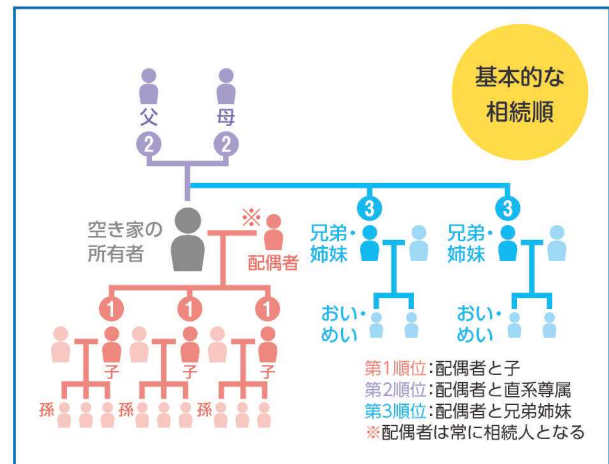 基本的な
相続順
父
母
2
2
空き家の
所有者
※
配偶者
3
3
兄弟・
姉妹
兄弟・
姉妹
おい・
めい
おい・
めい
1
1
1
子
子
子
孫
孫
孫
第1順位:配偶者と子
第2順位:配偶者と直系尊属
第3順位:配偶者と兄弟姉妹
※配偶者は常に相続人となる